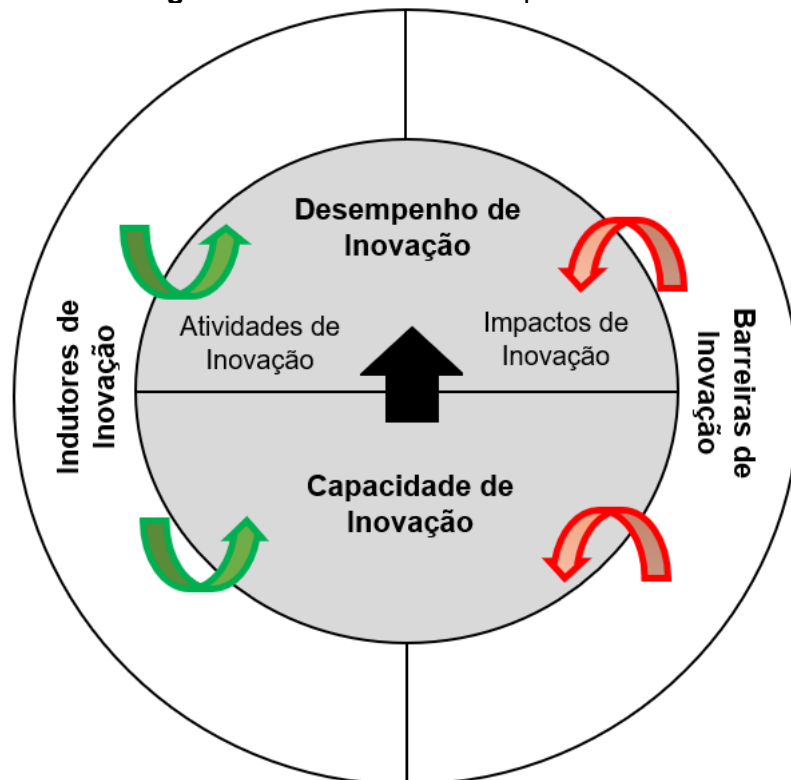 Desempenho de
Inovação
Atividades de
Inovação
Impactos de
Inovação
Indutores de
Inovação
Barreiras de
Inovação
Capacidade de
Inovação